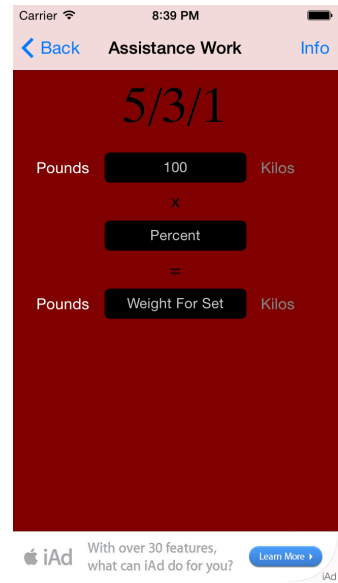 Carrier 8:39 PM
Back Assistance Work Info
5/3/1
Pounds 100 Kilos
x
Percent
=
Pounds Weight For Set Kilos
iAd With over 30 features,
what can iAd do for you? Learn More
iAd